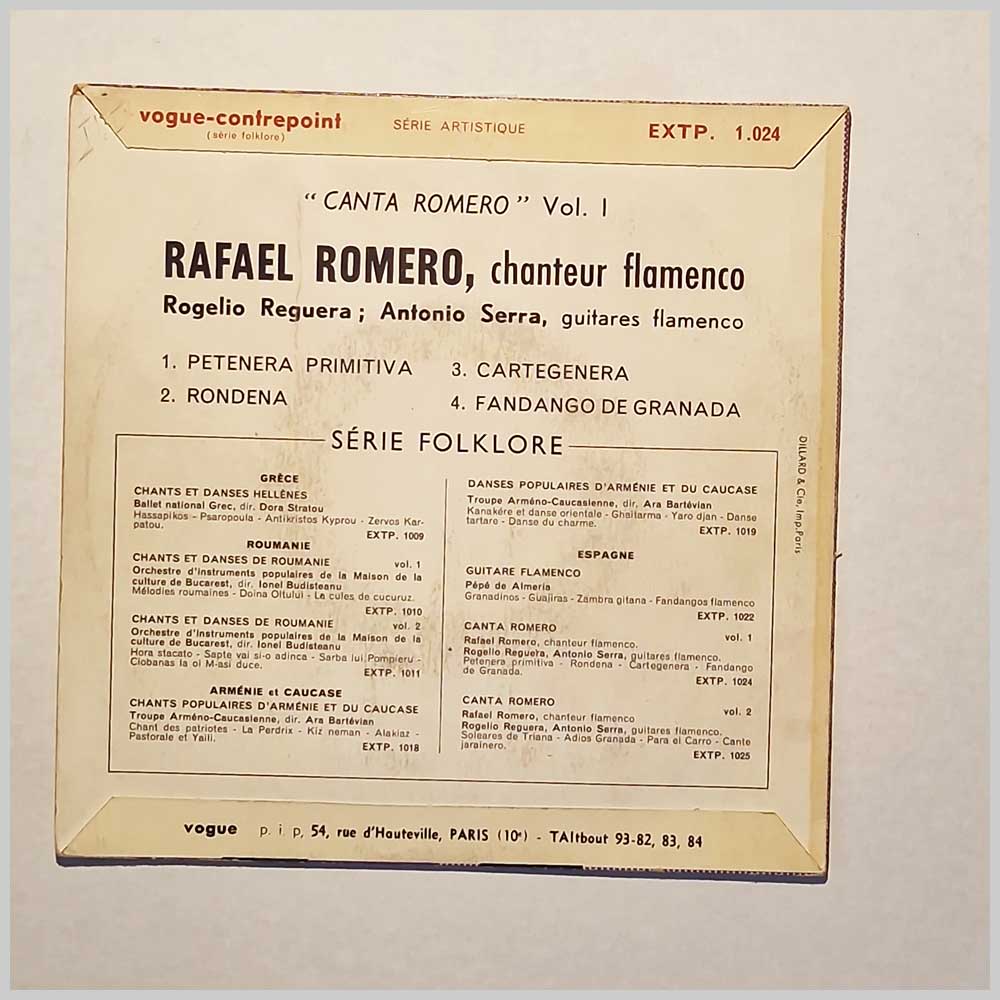 vogue-contrepoint
(série folklore)
SÉRIE ARTISTIQUE
EXTP. 1.024
"CANTA ROMERO" Vol. I
RAFAEL ROMERO, chanteur flamenco
Rogelio Reguera ; Antonio Serra, guitares flamenco
1. PETENERA PRIMITIVA
2. RONDENA
3. CARTEGENERA
4. FANDANGO DE GRANADA
SÉRIE FOLKLORE
GRÈCE
CHANTS ET DANSES HELLÈNES
Ballet national Grec, dir. Dora Stratou
Hassapikos - Psaropoula - Antikristos Kyprou - Zervos Kar-
patou.
EXTP. 1009
ROUMANIE
CHANTS ET DANSES DE ROUMANIE vol. 1
Orchestre d'Instruments populaires de la Maison de la
culture de Bucarest, dir. Ionel Budisteanu
Mélodies roumaines - Doina Oltului - La cules de cucuruz.
EXTP. 1010
CHANTS ET DANSES DE ROUMANIE vol. 2
Orchestre d'Instruments populaires de la Maison de la
culture de Bucarest, dir. Ionel Budisteanu
Hora stacato - Sapte vai si-o adinca - Sarba lui Pompieru -
Ciobanas la oi M-asi duce.
EXTP. 1011
ARMÉNIE et CAUCASE
CHANTS POPULAIRES D'ARMÉNIE ET DU CAUCASE
Troupe Arméno-Caucasienne, dir. Ara Bartévian
Chant des patriotes - La Perdrix - Kiz neman - Alakiaz -
Pastorale et Yaili.
EXTP. 1018
DANSES POPULAIRES D'ARMÉNIE ET DU CAUCASE
Troupe Arméno-Caucasienne, dir. Ara Bartévian
Kanakére et danse orientale - Ghaitarma - Yaro djan - Danse
tartare - Danse du charme.
EXTP. 1019
ESPAGNE
GUITARE FLAMENCO
Pépé de Almeria
Granadinos - Guajiras - Zambra gitana - Fandangos flamenco
EXTP. 1022
CANTA ROMERO vol. 1
Rafael Romero, chanteur flamenco.
Rogelio Reguera, Antonio Serra, guitares flamenco.
Petenera primitiva - Rondena - Cartegenera - Fandango
de Granada.
EXTP. 1024
CANTA ROMERO vol. 2
Rafael Romero, chanteur flamenco
Rogelio Reguera, Antonio Serra, guitares flamenco.
Soleares de Triana - Adios Granada - Para el Carro - Cante
jarainero.
EXTP. 1025
DILLARD & Cie, Imp. Paris
vogue p. i. p, 54, rue d'Hauteville, PARIS (10e) - TAItbout 93-82, 83, 84